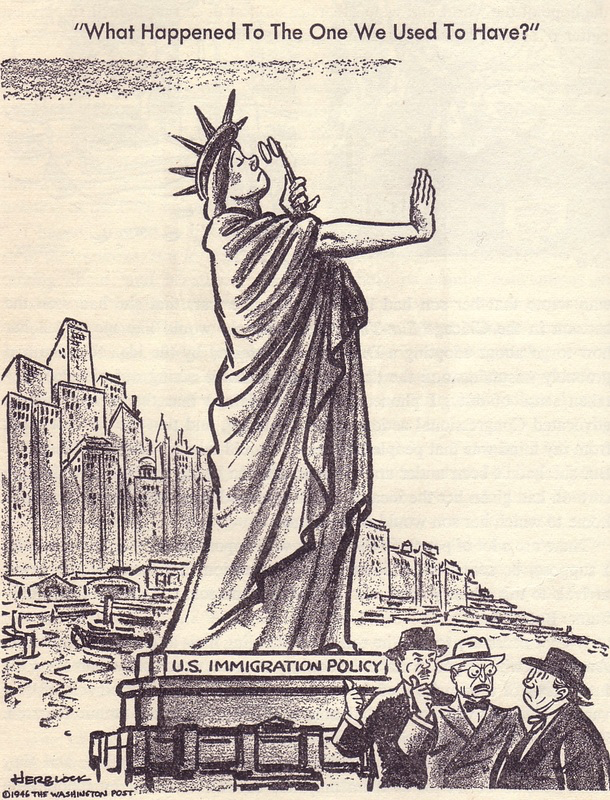 "What Happened To The One We Used To Have?"
U.S. IMMIGRATION POLICY
HERBLOCK
©1946 THE WASHINGTON POST